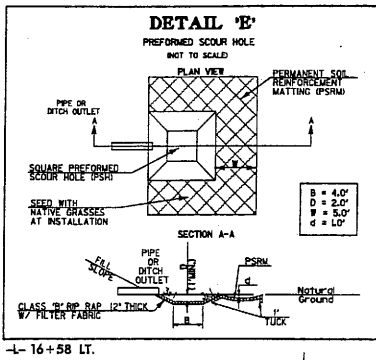 DETAIL 'E'
PREFORMED SCOUR HOLE
(NOT TO SCALE)
PLAN VIEW
PERMANENT SOIL
REINFORCEMENT
MATTING (PSRM)
PIPE OR
DITCH OUTLET
A
A
W
SQUARE PREFORMED
SCOUR HOLE (PSH)
SEED WITH
NATIVE GRASSES
AT INSTALLATION
B = 4.0'
D = 2.0'
W = 5.0'
d = 1.0'
SECTION A-A
PIPE OR
DITCH
OUTLET
FILL
SLOPE
D
(1'MIN.)
PSRM
d
Natural
Ground
CLASS 'B' RIP RAP 12" THICK
W/ FILTER FABRIC
1'
TUCK
B
-L- 16+58 LT.